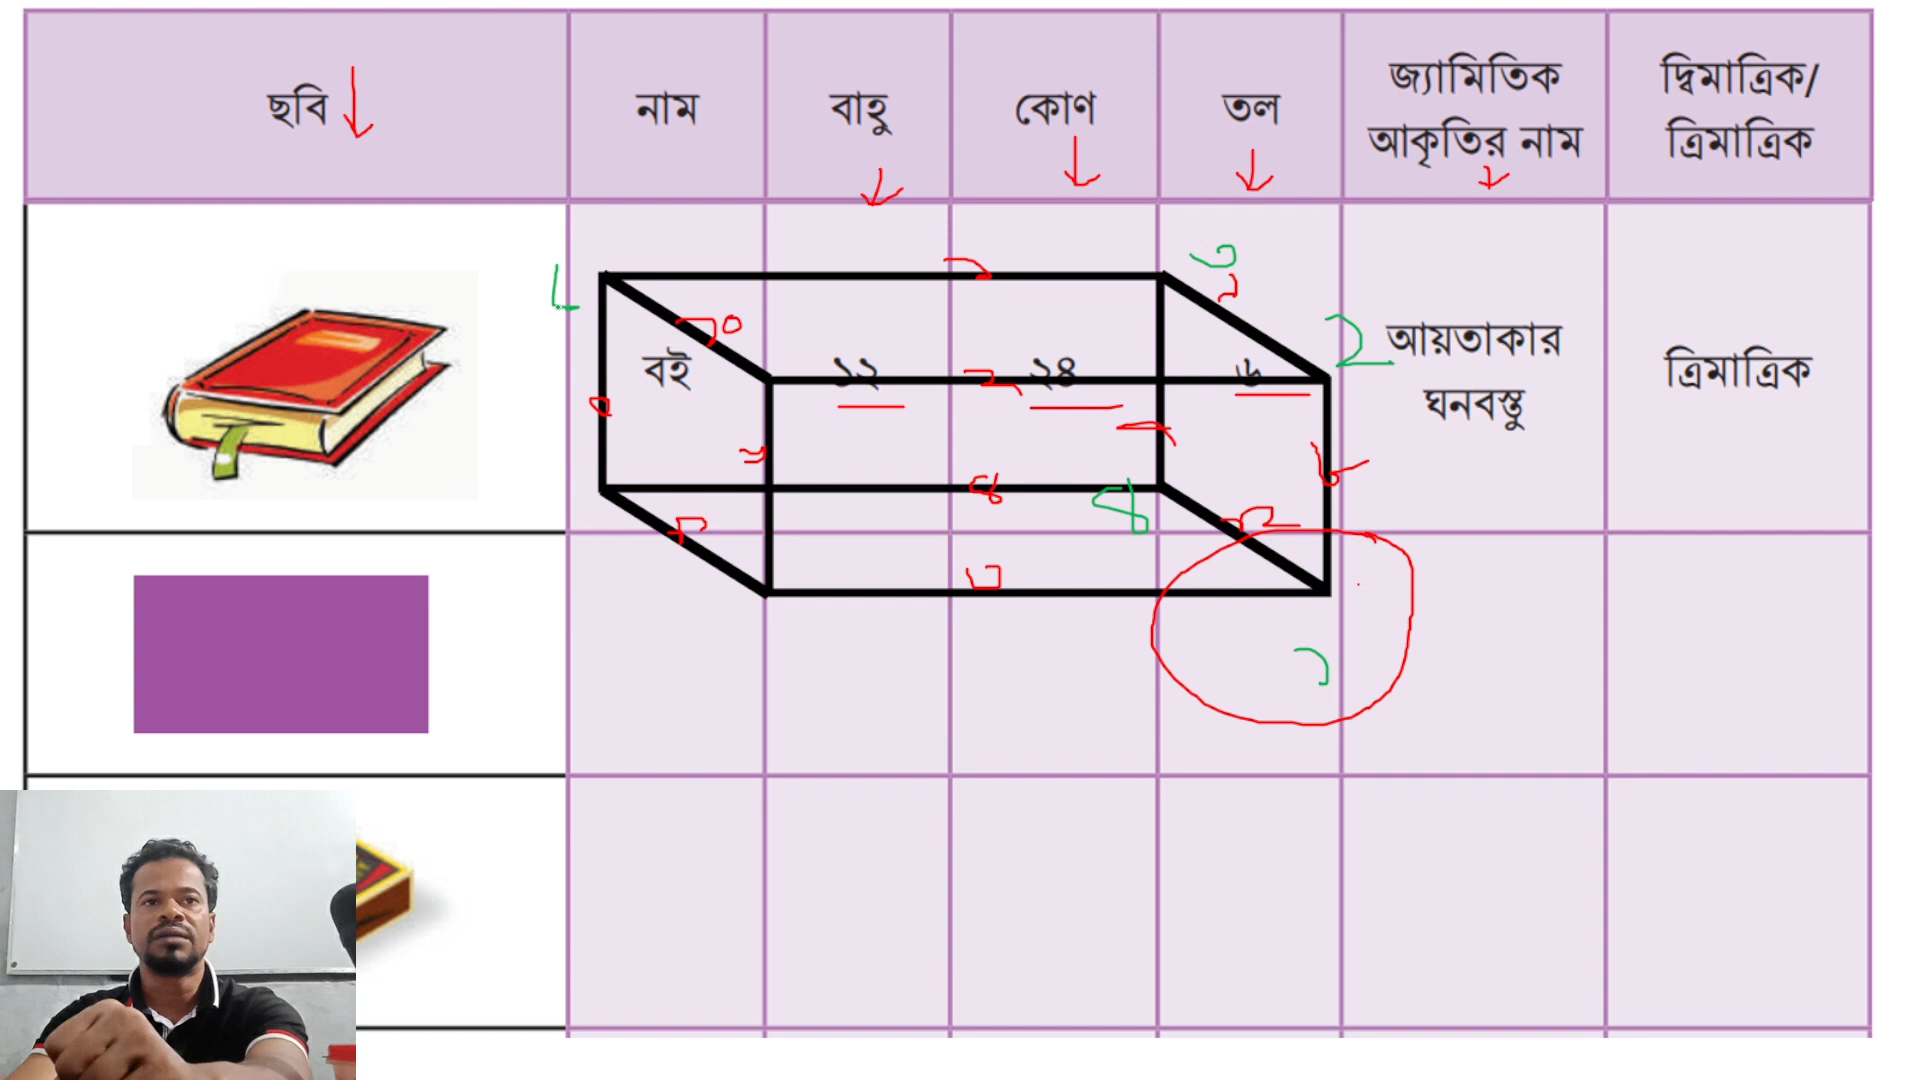 ছবি
নাম
বাহু
কোণ
তল
জ্যামিতিক
আকৃতির নাম
দ্বিমাত্রিক/
ত্রিমাত্রিক
বই
১২
২৪
৬
আয়তাকার
ঘনবস্তু
ত্রিমাত্রিক